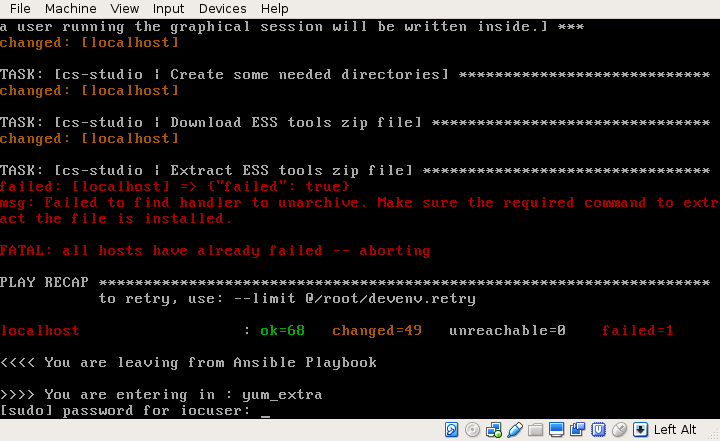 File Machine View Input Devices Help
a user running the graphical session will be written inside.] ***
changed: [localhost]
TASK: [cs-studio | Create some needed directories] ****************************
changed: [localhost]
TASK: [cs-studio | Download ESS tools zip file] *******************************
changed: [localhost]
TASK: [cs-studio | Extract ESS tools zip file] ********************************
failed: [localhost] => {"failed": true}
msg: Failed to find handler to unarchive. Make sure the required command to extr
act the file is installed.
FATAL: all hosts have already failed -- aborting
PLAY RECAP ********************************************************************
to retry, use: --limit @/root/devenv.retry
localhost : ok=68 changed=49 unreachable=0 failed=1
<<<< You are leaving from Ansible Playbook
>>>> You are entering in : yum_extra
[sudo] password for iocuser: _
Left Alt